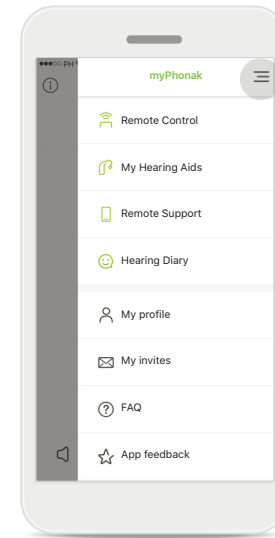 PH
myPhonak
Remote Control
My Hearing Aids
Remote Support
Hearing Diary
My profile
My invites
FAQ
App feedback